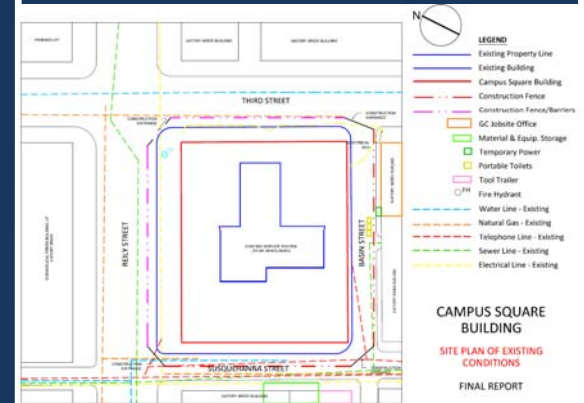 N
LEGEND
Existing Property Line
Existing Building
Campus Square Building
Construction Fence
Construction Fence/Barriers
GC Jobsite Office
Material & Equip. Storage
Temporary Power
Portable Toilets
Tool Trailer
FH Fire Hydrant
Water Line - Existing
Natural Gas - Existing
Telephone Line - Existing
Sewer Line - Existing
Electrical Line - Existing
THIRD STREET
REILY STREET
BASIN STREET
SUSQUEHANNA STREET
CONSTRUCTION
ENTRANCE
CAMPUS SQUARE
BUILDING
SITE PLAN OF EXISTING
CONDITIONS
FINAL REPORT